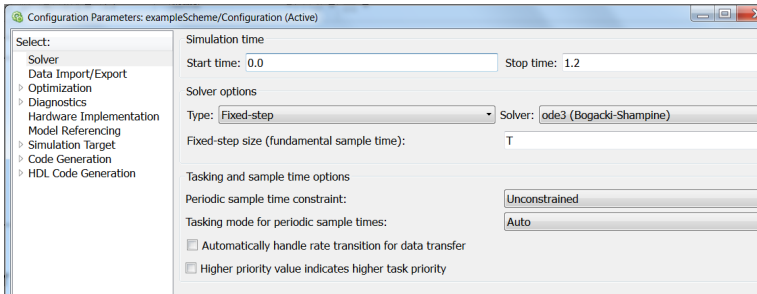 Configuration Parameters: exampleScheme/Configuration (Active)
Select:
Solver
Data Import/Export
Optimization
Diagnostics
Hardware Implementation
Model Referencing
Simulation Target
Code Generation
HDL Code Generation
Simulation time
Start time: 0.0 Stop time: 1.2
Solver options
Type: Fixed-step Solver: ode3 (Bogacki-Shampine)
Fixed-step size (fundamental sample time): T
Tasking and sample time options
Periodic sample time constraint: Unconstrained
Tasking mode for periodic sample times: Auto
Automatically handle rate transition for data transfer
Higher priority value indicates higher task priority